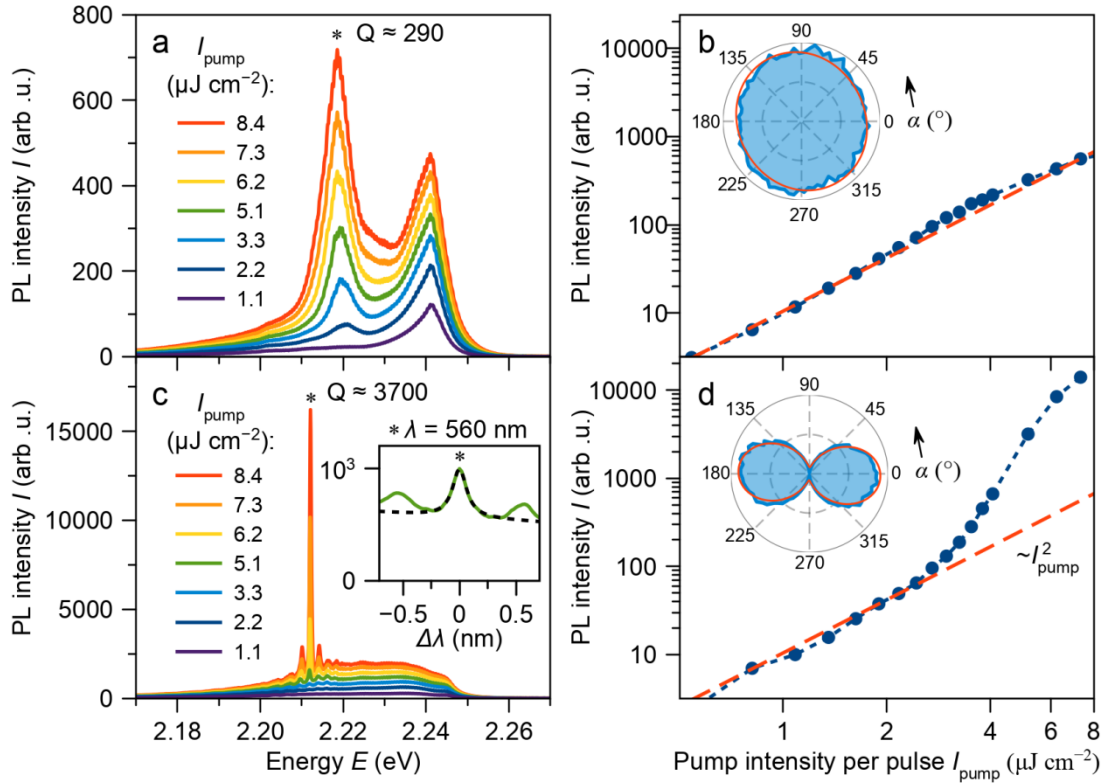 a
* Q ≈ 290
I pump
(μJ cm⁻²):
8.4
7.3
6.2
5.1
3.3
2.2
1.1
PL intensity I (arb .u.)
800
600
400
200
0
b
90
135
45
180
0
α (°)
225
315
270
PL intensity I (arb .u.)
10000
1000
100
10
c
* Q ≈ 3700
I pump
(μJ cm⁻²):
8.4
7.3
6.2
5.1
3.3
2.2
1.1
* λ = 560 nm
*
10³
0
−0.5 0 0.5
Δλ (nm)
PL intensity I (arb .u.)
15000
10000
5000
0
2.18 2.20 2.22 2.24 2.26
Energy E (eV)
d
90
135
45
180
0
α (°)
225
315
270
~I²pump
PL intensity I (arb .u.)
10000
1000
100
10
1 2 4 6 8
Pump intensity per pulse I pump (μJ cm⁻²)